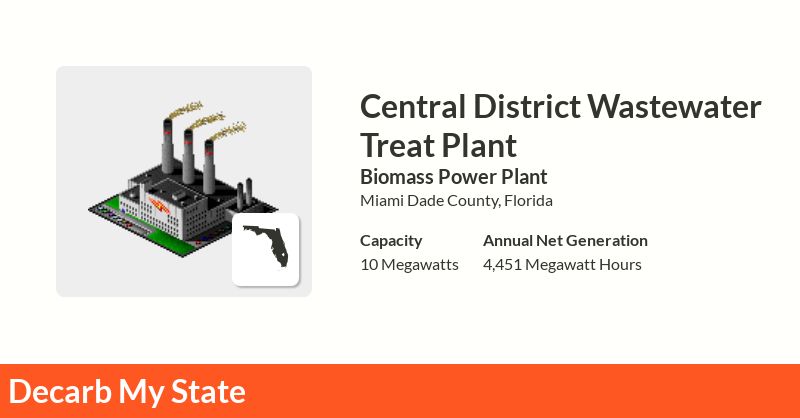 Central District Wastewater
Treat Plant
Biomass Power Plant
Miami Dade County, Florida
Capacity
Annual Net Generation
10 Megawatts
4,451 Megawatt Hours
Decarb My State